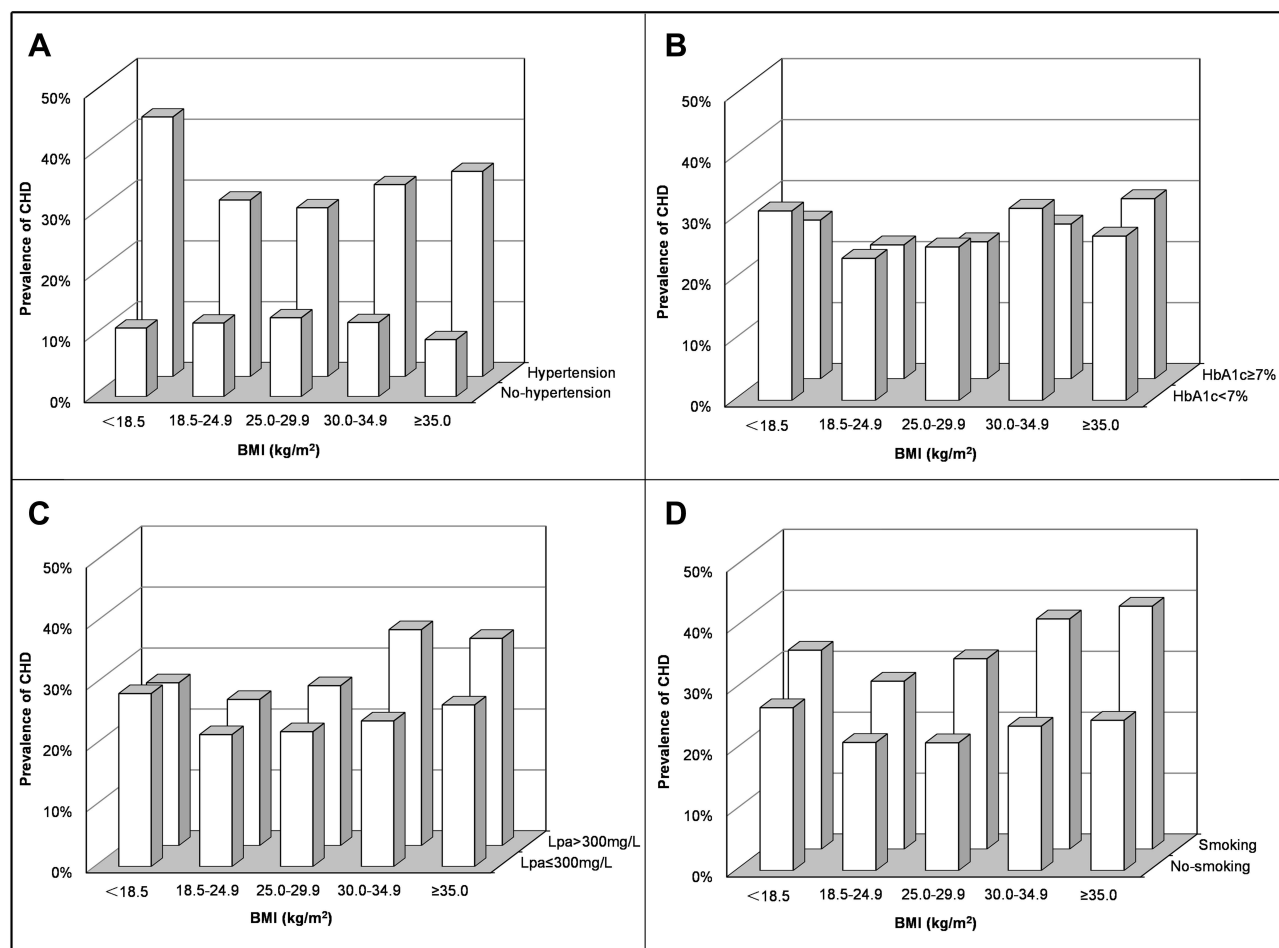 A
Prevalence of CHD
50%
40%
30%
20%
10%
0%
Hypertension
No-hypertension
<18.5 18.5-24.9 25.0-29.9 30.0-34.9 ≥35.0
BMI (kg/m²)
B
Prevalence of CHD
50%
40%
30%
20%
10%
0%
HbA1c≥7%
HbA1c<7%
<18.5 18.5-24.9 25.0-29.9 30.0-34.9 ≥35.0
BMI (kg/m²)
C
Prevalence of CHD
50%
40%
30%
20%
10%
0%
Lpa>300mg/L
Lpa≤300mg/L
<18.5 18.5-24.9 25.0-29.9 30.0-34.9 ≥35.0
BMI (kg/m²)
D
Prevalence of CHD
50%
40%
30%
20%
10%
0%
Smoking
No-smoking
<18.5 18.5-24.9 25.0-29.9 30.0-34.9 ≥35.0
BMI (kg/m²)